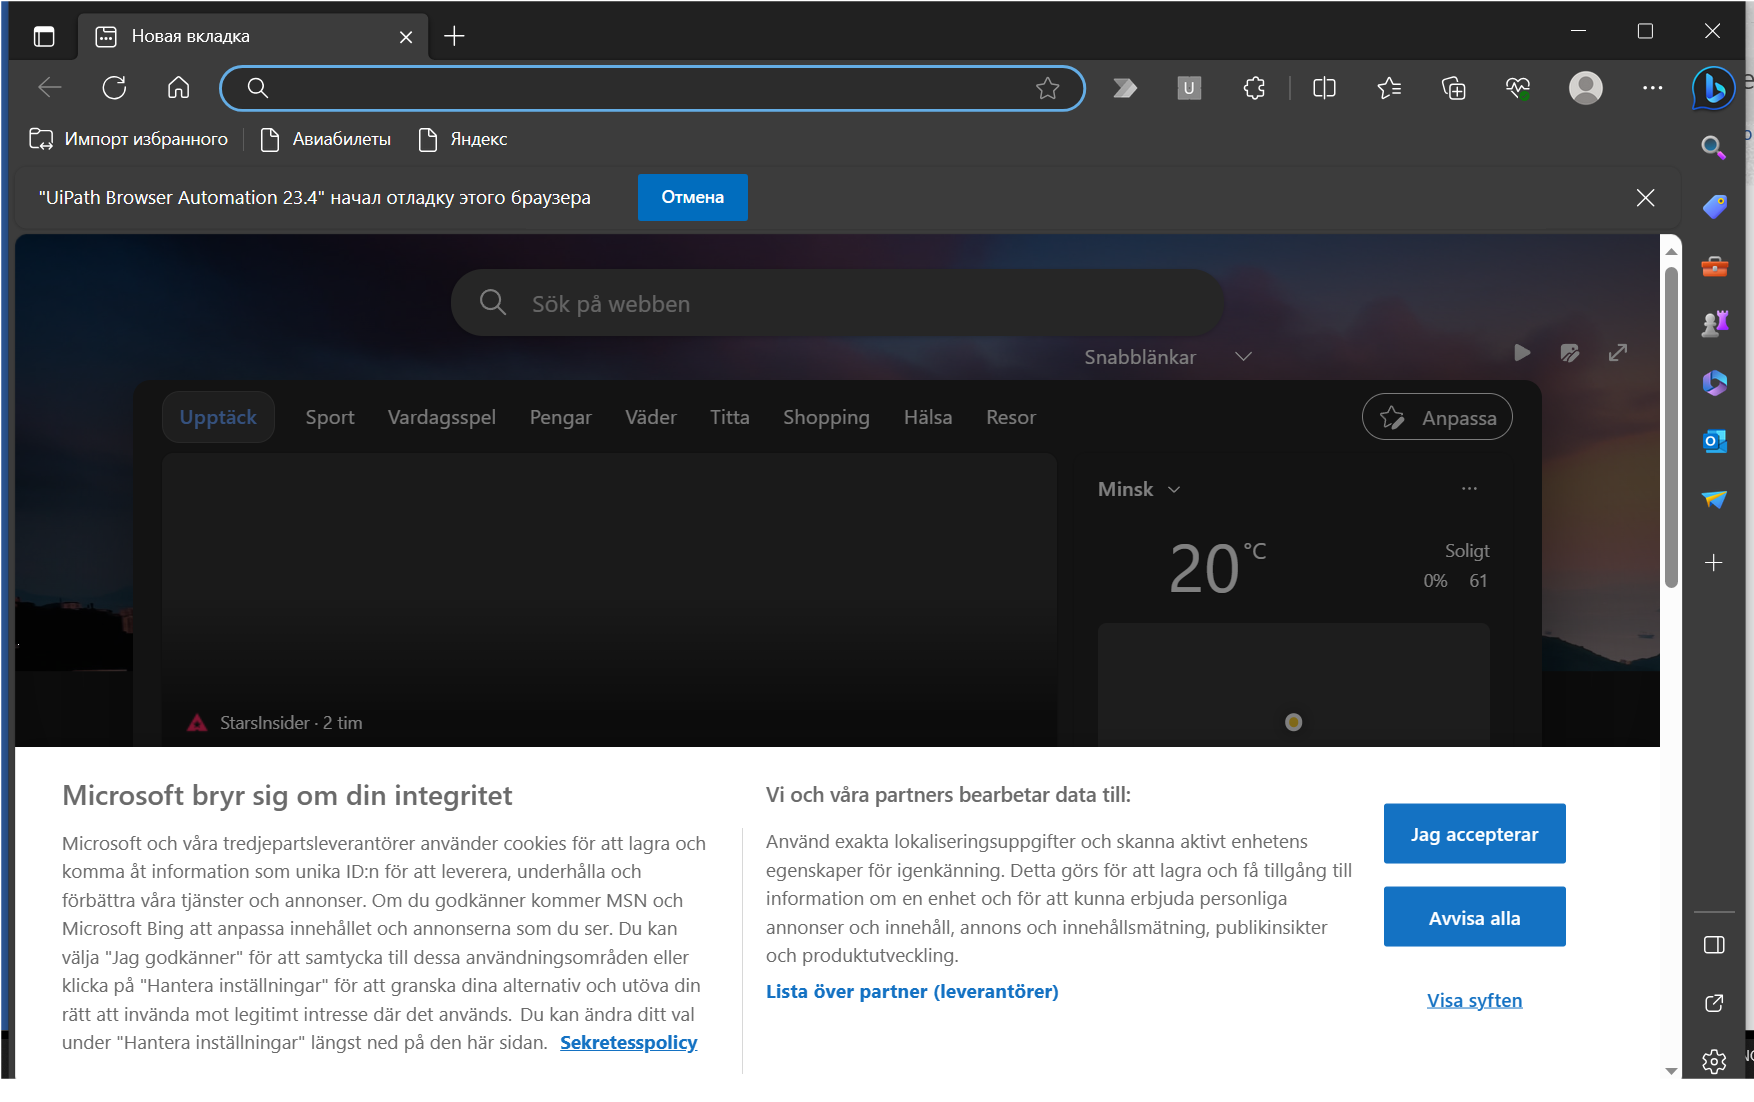 Новая вкладка
U
Импорт избранного
Авиабилеты
Яндекс
"UiPath Browser Automation 23.4" начал отладку этого браузера
Отмена
Sök på webben
Snabblänkar
Upptäck
Sport
Vardagsspel
Pengar
Väder
Titta
Shopping
Hälsa
Resor
Anpassa
Minsk
20 °C
Soligt
0% 61
StarsInsider · 2 tim
Microsoft bryr sig om din integritet
Microsoft och våra tredjepartsleverantörer använder cookies för att lagra och
komma åt information som unika ID:n för att leverera, underhålla och
förbättra våra tjänster och annonser. Om du godkänner kommer MSN och
Microsoft Bing att anpassa innehållet och annonserna som du ser. Du kan
välja "Jag godkänner" för att samtycka till dessa användningsområden eller
klicka på "Hantera inställningar" för att granska dina alternativ och utöva din
rätt att invända mot legitimt intresse där det används. Du kan ändra ditt val
under "Hantera inställningar" längst ned på den här sidan. Sekretesspolicy
Vi och våra partners bearbetar data till:
Använd exakta lokaliseringsuppgifter och skanna aktivt enhetens
egenskaper för igenkänning. Detta görs för att lagra och få tillgång till
information om en enhet och för att kunna erbjuda personliga
annonser och innehåll, annons och innehållsmätning, publikinsikter
och produktutveckling.
Lista över partner (leverantörer)
Jag accepterar
Avvisa alla
Visa syften